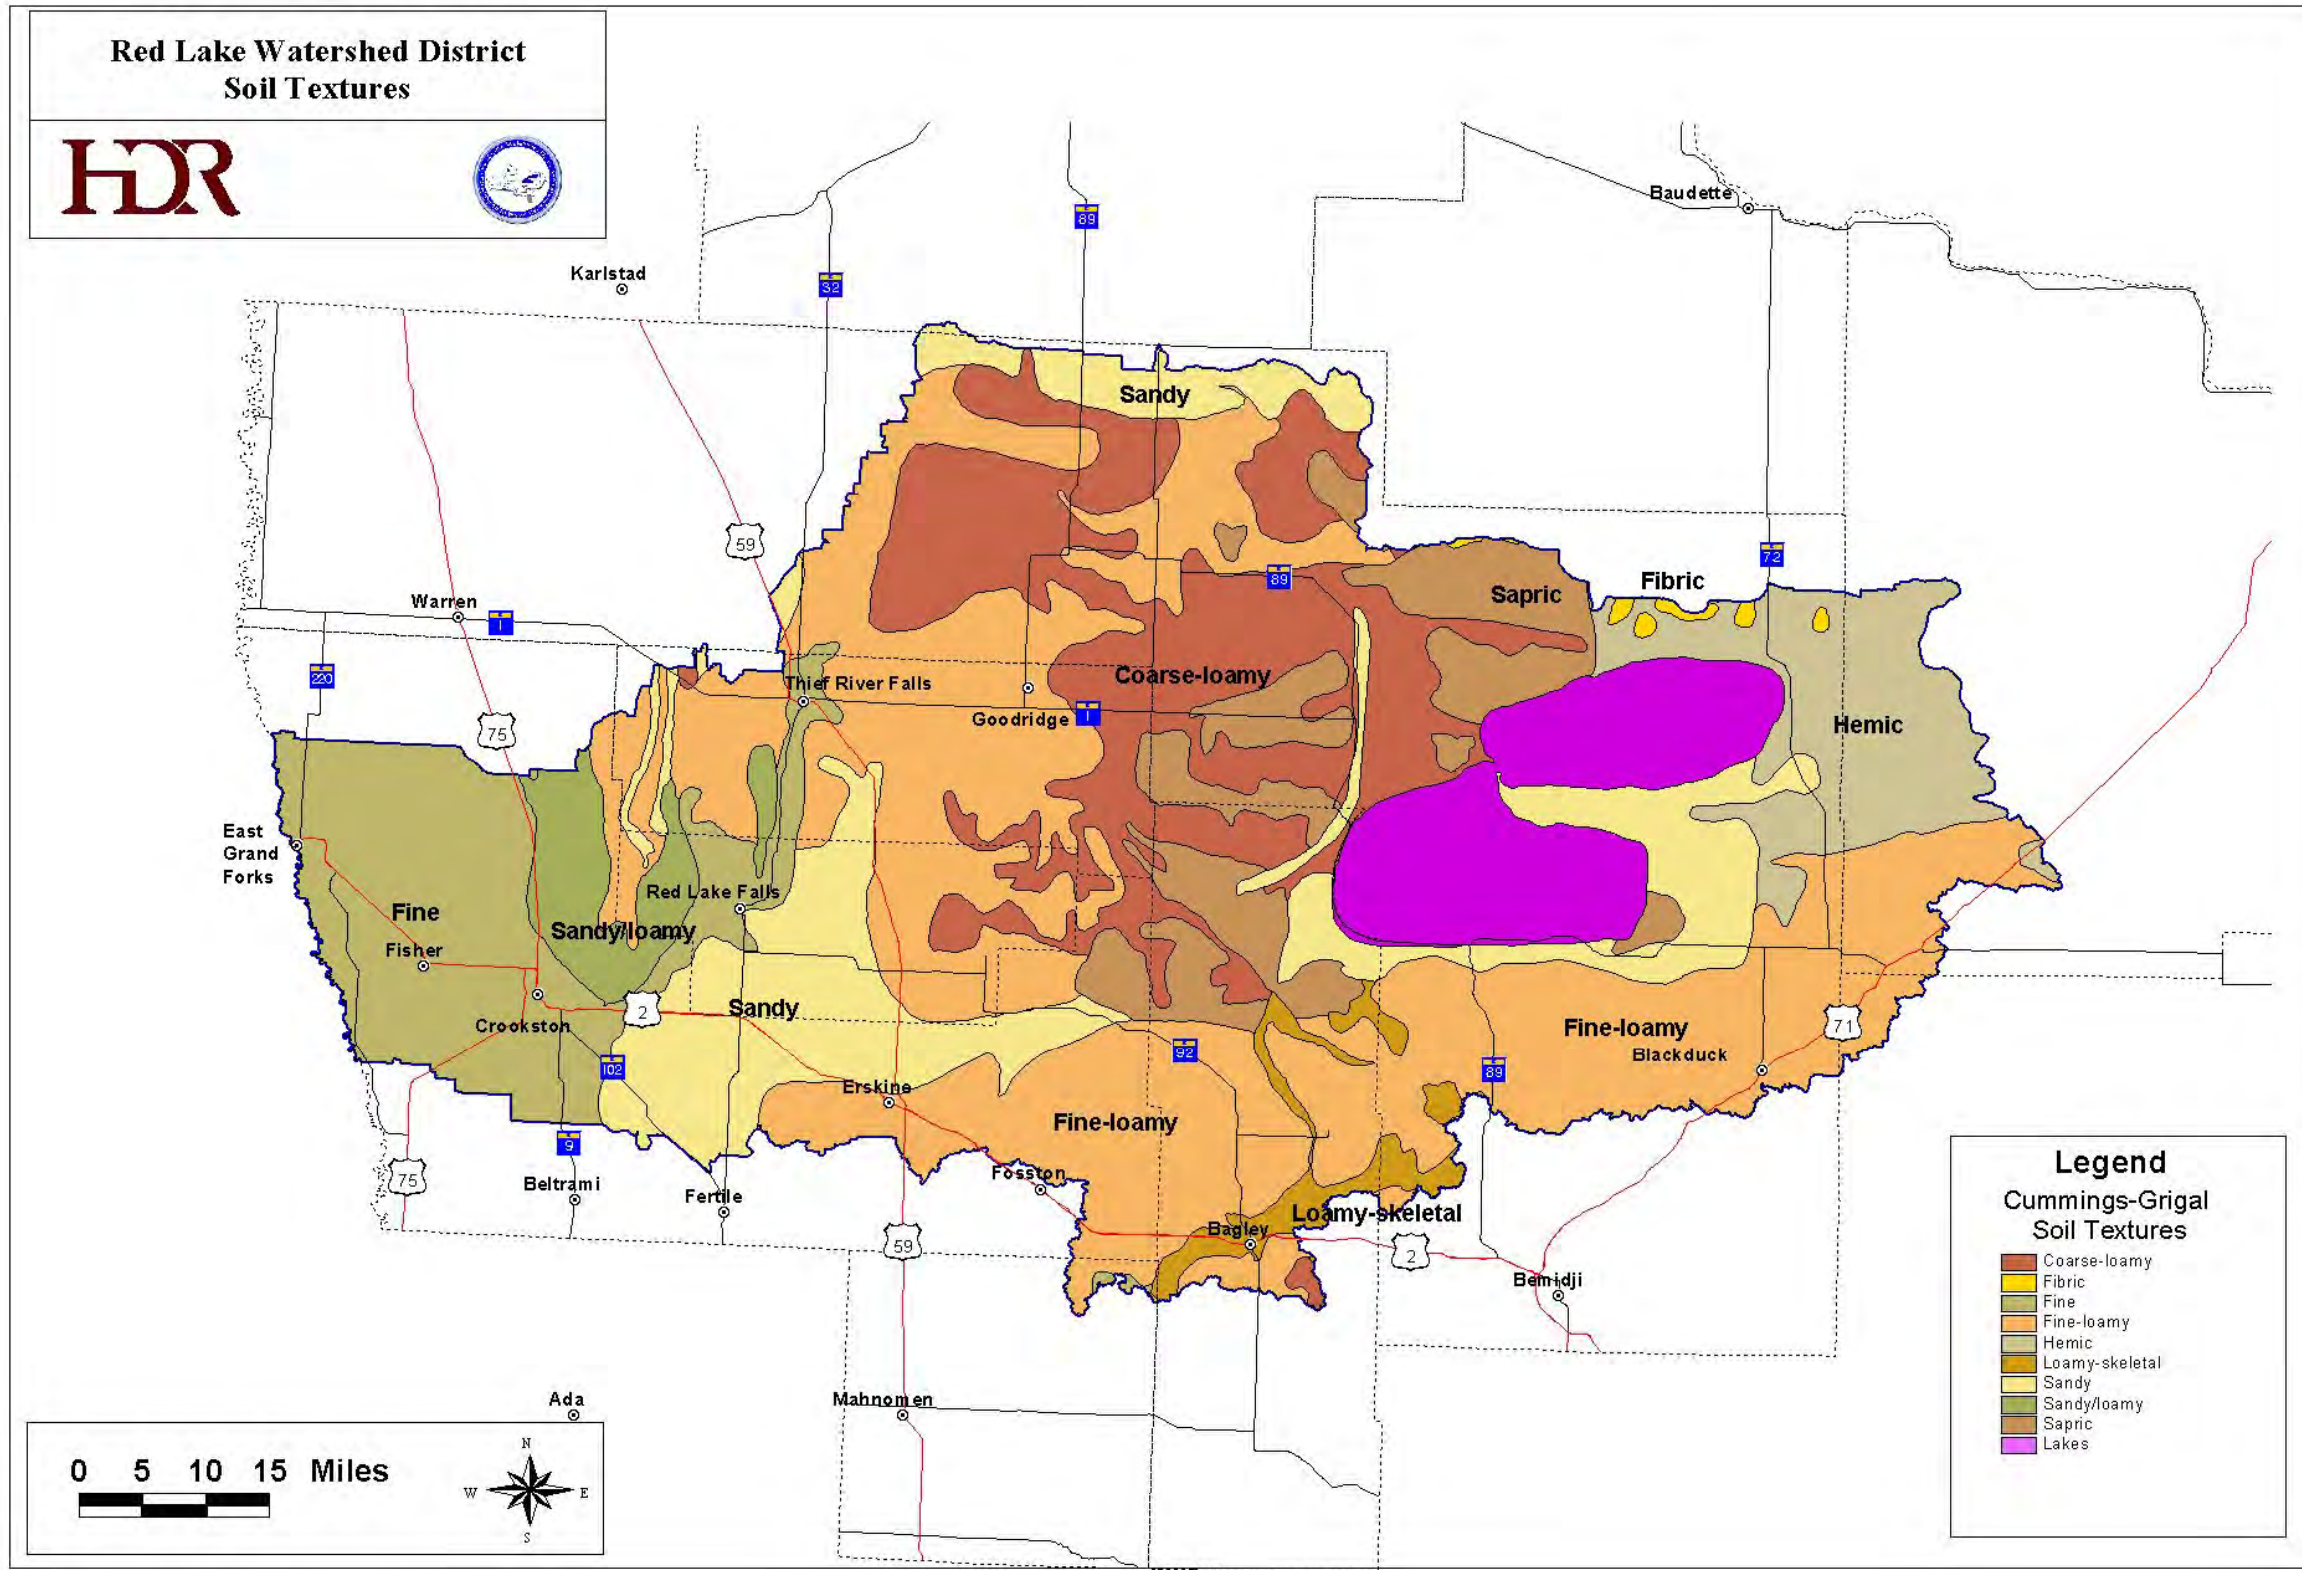 Red Lake Watershed District
Soil Textures
HDR
89
Baudette
Karlstad
32
Sandy
59
89
72
Fibric
Sapric
Warren
1
220
Thief River Falls
Coarse-loamy
Goodridge
1
75
Hemic
East
Grand
Forks
Red Lake Falls
Fine
Sandy/loamy
Fisher
2
Sandy
Crookston
Fine-loamy
71
Blackduck
92
102
89
Erskine
Fine-loamy
9
75
Beltrami
Fosston
Fertile
Loamy-skeletal
Bagley
59
2
Bemidji
Legend
Cummings-Grigal
Soil Textures
Coarse-loamy
Fibric
Fine
Fine-loamy
Hemic
Loamy-skeletal
Sandy
Sandy/loamy
Sapric
Lakes
Ada
Mahnomen
0 5 10 15 Miles
N
W E
S